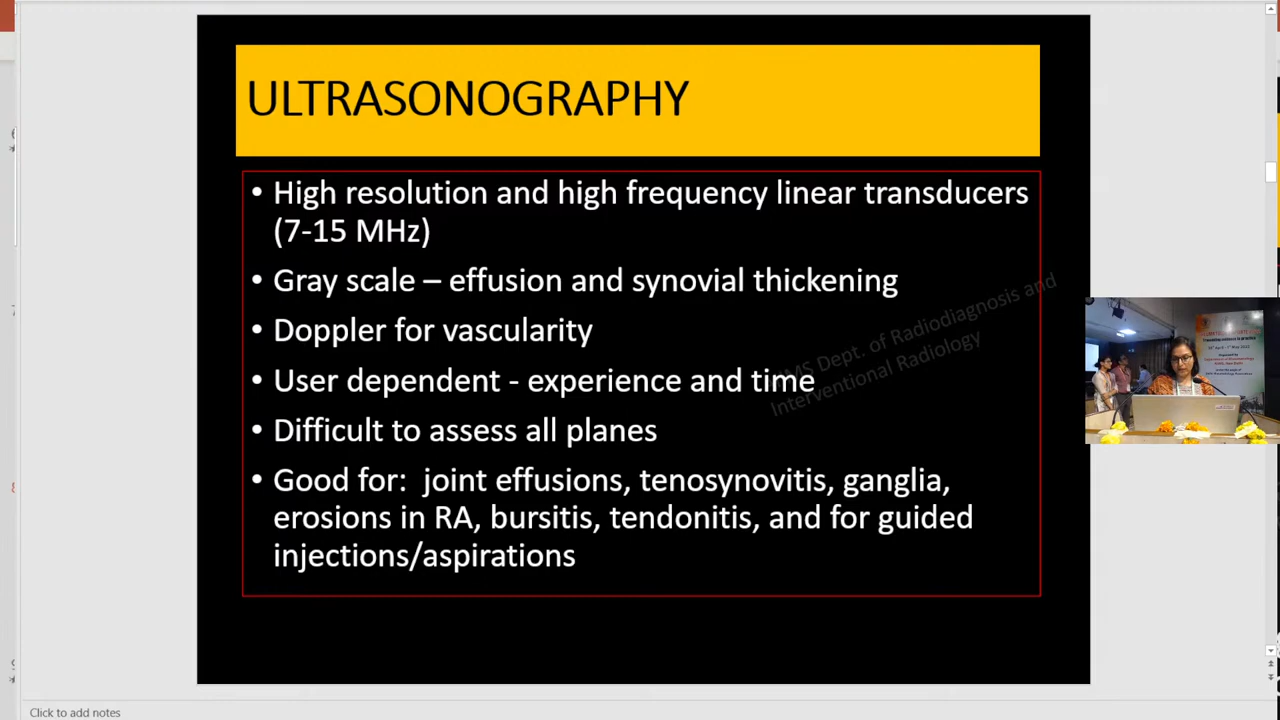 ULTRASONOGRAPHY
• High resolution and high frequency linear transducers
(7-15 MHz)
• Gray scale – effusion and synovial thickening
• Doppler for vascularity
• User dependent - experience and time
• Difficult to assess all planes
• Good for:  joint effusions, tenosynovitis, ganglia,
erosions in RA, bursitis, tendonitis, and for guided
injections/aspirations
Dept. of Radiodiagnosis and
Interventional Radiology
Click to add notes